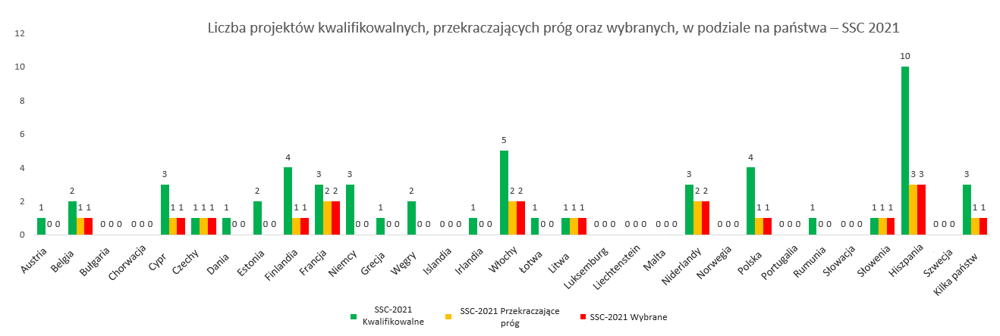 Liczba projektów kwalifikowalnych, przekraczających próg oraz wybranych, w podziale na państwa – SSC 2021
12
10
8
6
4
2
0
1 0 0
2 1 1
0 0 0
0 0 0
3 1 1
1 1 1
1 0 0
2 0 0
4 1 1
3 2 2
3 0 0
1 0 0
2 0 0
0 0 0
1 0 0
5 2 2
1 0 0
1 1 1
0 0 0
0 0 0
0 0 0
3 2 2
0 0 0
4 1 1
0 0 0
1 0 0
0 0 0
1 1 1
10 3 3
0 0 0
3 1 1
Austria
Belgia
Bułgaria
Chorwacja
Cypr
Czechy
Dania
Estonia
Finlandia
Francja
Niemcy
Grecja
Węgry
Islandia
Irlandia
Włochy
Łotwa
Litwa
Luksemburg
Liechtenstein
Malta
Niderlandy
Norwegia
Polska
Portugalia
Rumunia
Słowacja
Słowenia
Hiszpania
Szwecja
Kilka państw
SSC-2021
Kwalifikowalne
SSC-2021 Przekraczające
próg
SSC-2021 Wybrane